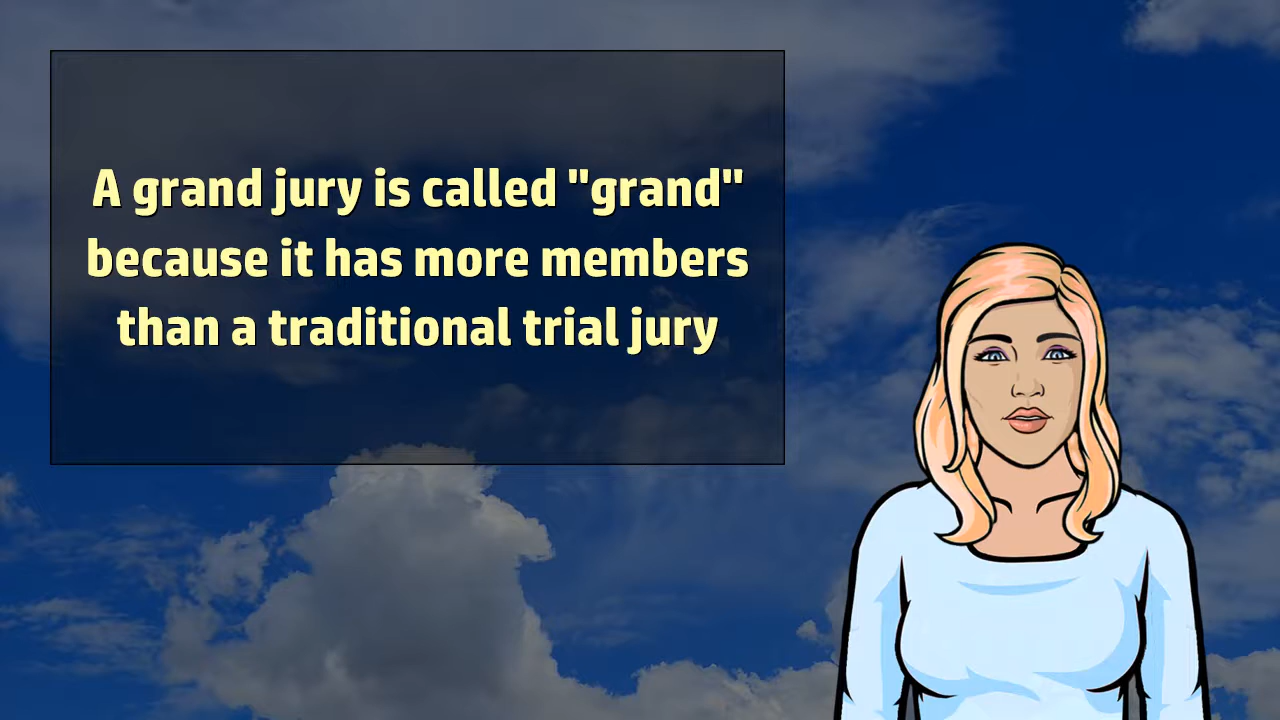 A grand jury is called "grand"
because it has more members
than a traditional trial jury